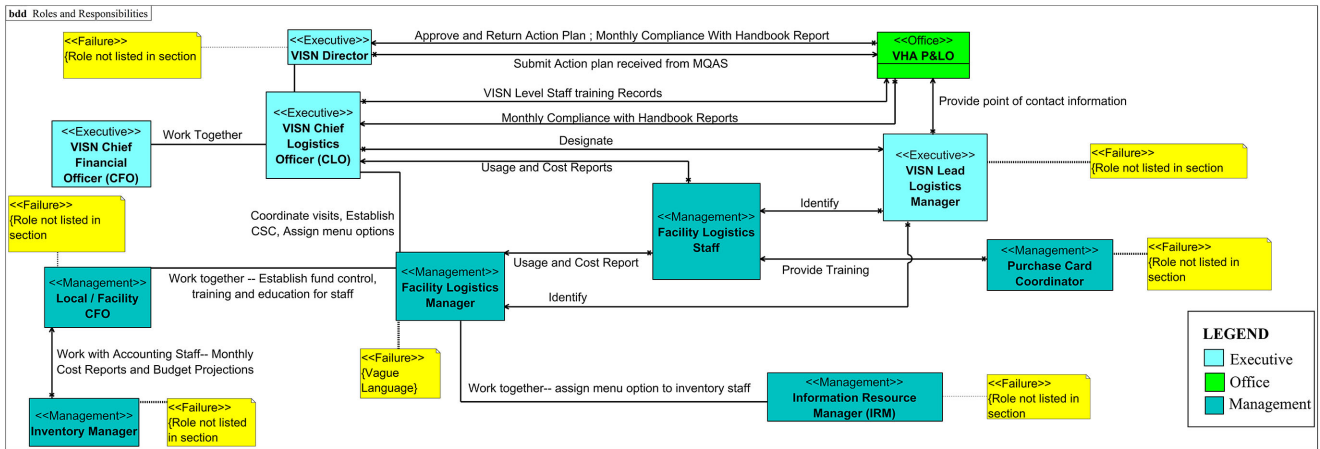 bdd Roles and Responsibilities
<<Failure>>
{Role not listed in section
<<Executive>>
VISN Director
Approve and Return Action Plan ; Monthly Compliance With Handbook Report
Submit Action plan received from MQAS
<<Office>>
VHA P&LO
VISN Level Staff training Records
Monthly Compliance with Handbook Reports
Provide point of contact information
<<Executive>>
VISN Chief
Financial
Officer (CFO)
Work Together
<<Executive>>
VISN Chief
Logistics
Officer (CLO)
Designate
Usage and Cost Reports
<<Executive>>
VISN Lead
Logistics
Manager
<<Failure>>
{Role not listed in section
<<Failure>>
{Role not listed in
section
Coordinate visits, Establish
CSC, Assign menu options
<<Management>>
Facility Logistics
Staff
Identify
<<Management>>
Local / Facility
CFO
Work together -- Establish fund control,
training and education for staff
<<Management>>
Facility Logistics
Manager
Usage and Cost Report
Provide Training
Identify
<<Management>>
Purchase Card
Coordinator
<<Failure>>
{Role not listed in
section
Work with Accounting Staff-- Monthly
Cost Reports and Budget Projections
<<Failure>>
{Vague
Language}
<<Management>>
Inventory Manager
<<Failure>>
{Role not listed
in section
Work together-- assign menu option to inventory staff
<<Management>>
Information Resource
Manager (IRM)
<<Failure>>
{Role not listed in
section
LEGEND
Executive
Office
Management